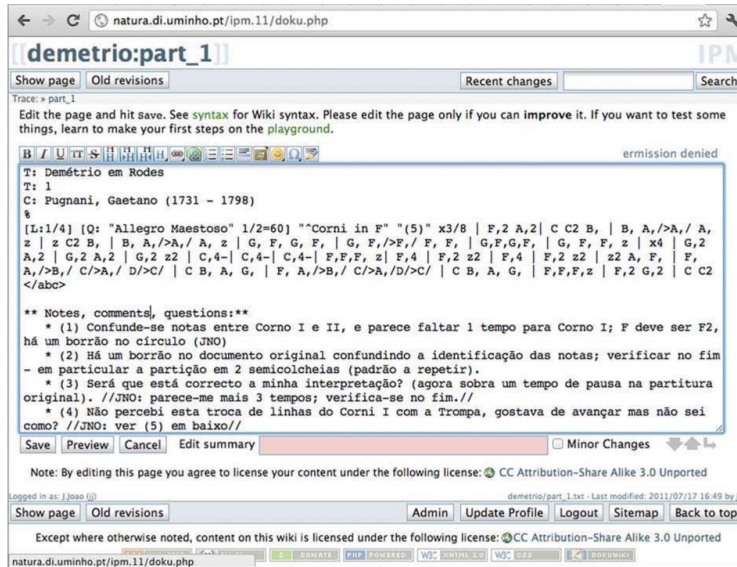 natura.di.uminho.pt/ipm.11/doku.php
[[demetrio:part_1]] IPM
Show page Old revisions Recent changes Search
Trace: » part_1
Edit the page and hit Save. See syntax for Wiki syntax. Please edit the page only if you can improve it. If you want to test some
things, learn to make your first steps on the playground.
ermission denied
T: Demétrio em Rodes
T: 1
C: Pugnani, Gaetano (1731 - 1798)
%
[L:1/4] [Q: "Allegro Maestoso" 1/2=60] "^Corni in F" "(5)" x3/8 | F,2 A,2| C C2 B, | B, A,/>A,/ A,
z | z C2 B, | B, A,/>A,/ A, z | G, F, G, F, | G, F,/>F,/ F, F, | G,F,G,F, | G, F, F, z | x4 | G,2
A,2 | G,2 A,2 | G,2 z2 | C,4-| C,4-| C,4-| F,F,F, z| F,4 | F,2 z2 | F,4 | F,2 z2 | z2 A, F, | F,
A,/>B,/ C/>A,/ D/>C/ | C B, A, G, | F, A,/>B,/ C/>A,/D/>C/ | C B, A, G, | F,F,F,z | F,2 G,2 | C C2
</abc>
** Notes, comments, questions:**
* (1) Confunde-se notas entre Corno I e II, e parece faltar 1 tempo para Corno I; F deve ser F2,
há um borrão no círculo (JNO)
* (2) Há um borrão no documento original confundindo a identificação das notas; verificar no fim
- em particular a partição em 2 semicolcheias (padrão a repetir).
* (3) Será que está correcto a minha interpretação? (agora sobra um tempo de pausa na partitura
original). //JNO: parece-me mais 3 tempos; verifica-se no fim.//
* (4) Não percebi esta troca de linhas do Corni I com a Trompa, gostava de avançar mas não sei
como? //JNO: ver (5) em baixo//
Save Preview Cancel Edit summary Minor Changes
Note: By editing this page you agree to license your content under the following license: CC Attribution-Share Alike 3.0 Unported
Logged in as: J.Joao (jj) demetrio/part_1.txt · Last modified: 2011/07/17 16:49 by
Show page Old revisions Admin Update Profile Logout Sitemap Back to top
Except where otherwise noted, content on this wiki is licensed under the following license: CC Attribution-Share Alike 3.0 Unported
natura.di.uminho.pt/ipm.11/doku.php DONATE PHP POWERED W3C XHTML 1.0 W3C CSS DOKUWIKI